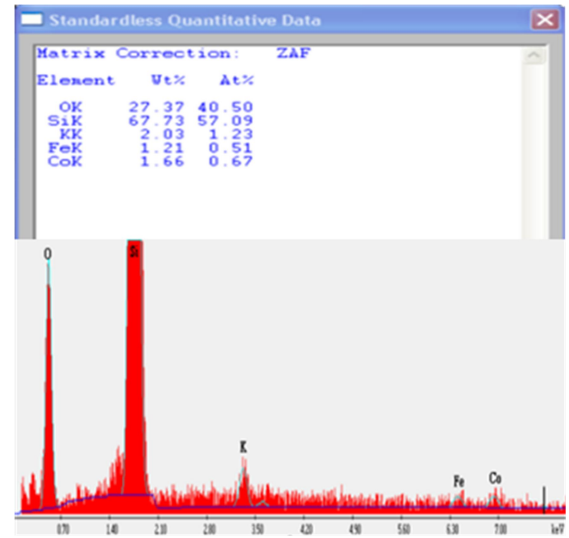 Standardless Quantitative Data
Matrix Correction: ZAF
Element Wt% At%
OK 27.37 40.50
SiK 67.73 57.09
KK 2.03 1.23
FeK 1.21 0.51
CoK 1.66 0.67
O Si
K
Fe Co
0.70 1.40 2.10 2.80 3.50 4.20 4.90 5.60 6.30 7.00 keV